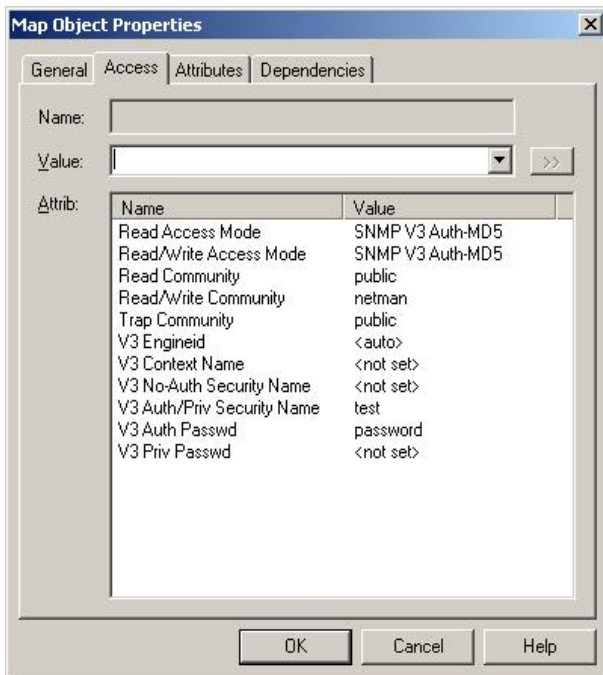 Map Object Properties
General Access Attributes Dependencies
Name:
Value: >>
Attrib:
Name Value
Read Access Mode SNMP V3 Auth-MD5
Read/Write Access Mode SNMP V3 Auth-MD5
Read Community public
Read/Write Community netman
Trap Community public
V3 Engineid <auto>
V3 Context Name <not set>
V3 No-Auth Security Name <not set>
V3 Auth/Priv Security Name test
V3 Auth Passwd password
V3 Priv Passwd <not set>
OK Cancel Help